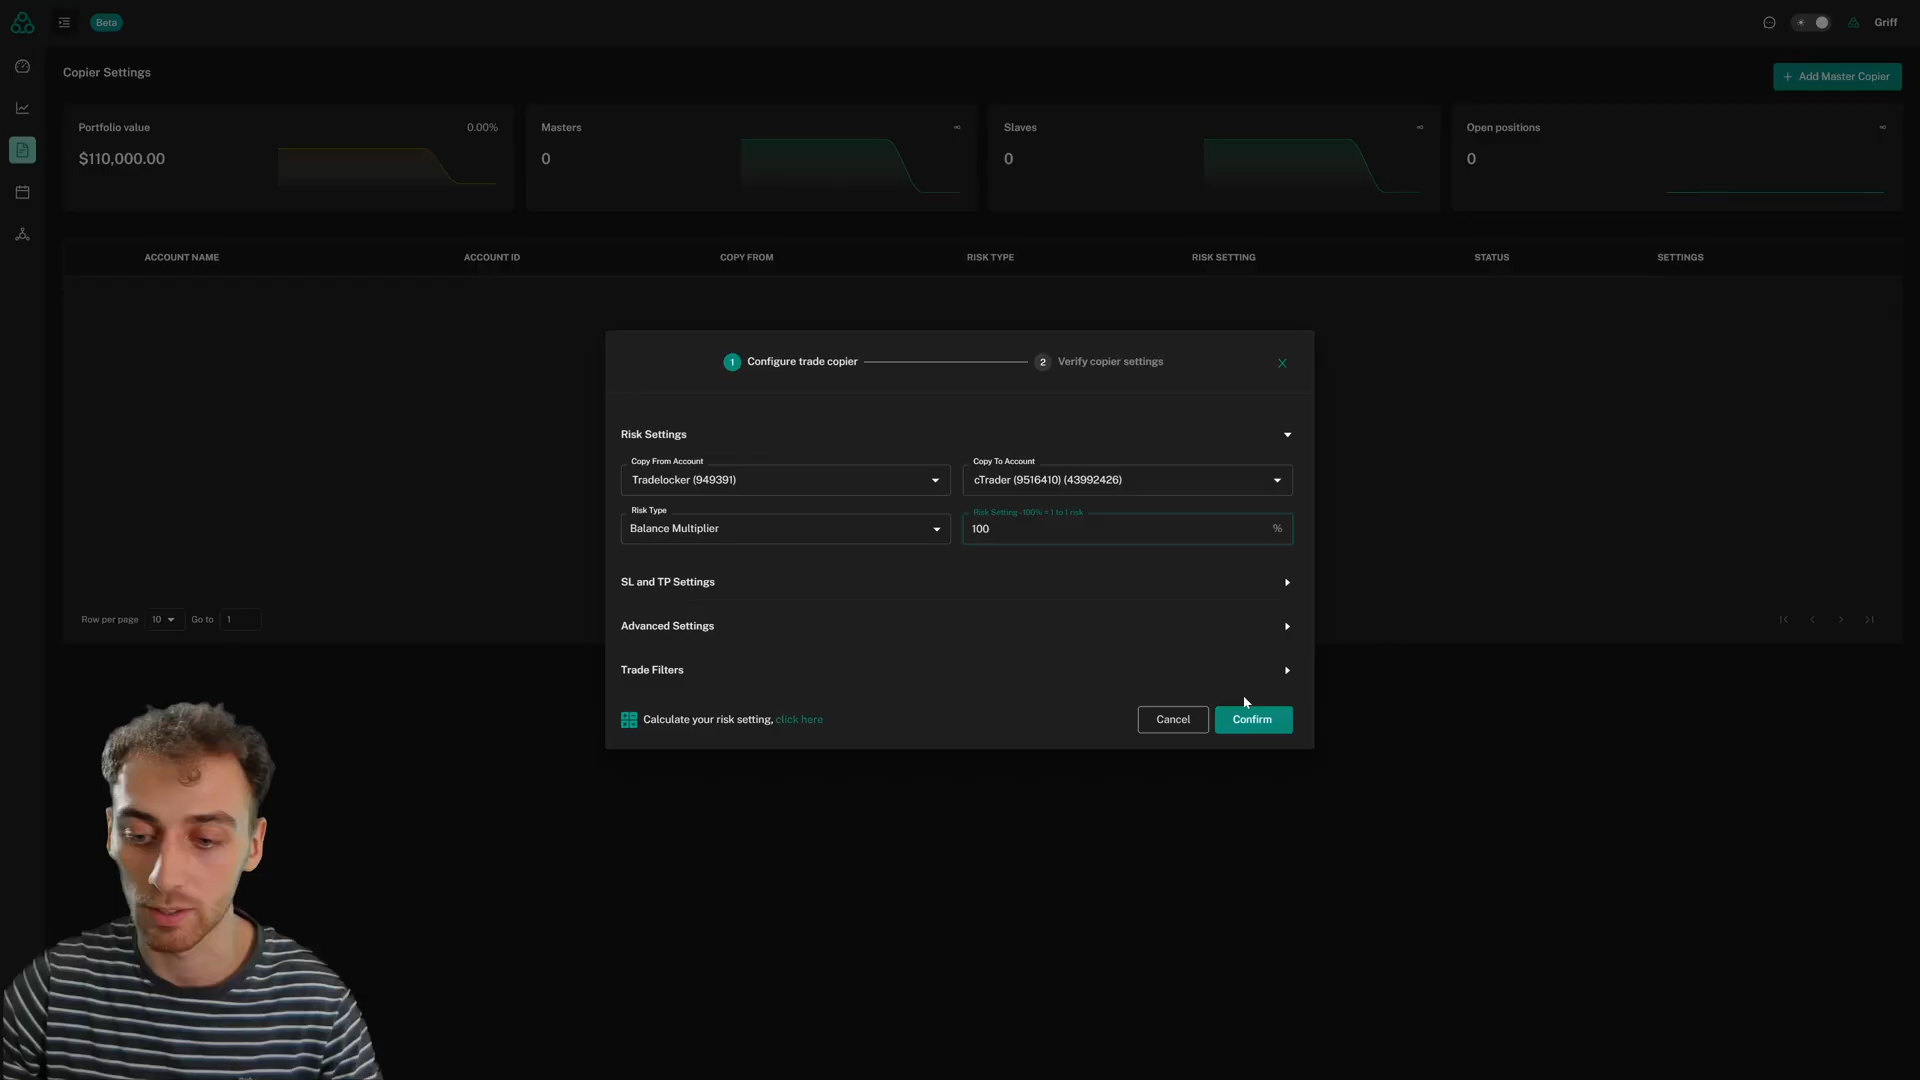 Beta
Griff
Copier Settings
+ Add Master Copier
Portfolio value
0.00%
$110,000.00
Masters
0
Slaves
0
Open positions
0
ACCOUNT NAME
ACCOUNT ID
COPY FROM
RISK TYPE
RISK SETTING
STATUS
SETTINGS
1 Configure trade copier
2 Verify copier settings
Risk Settings
Copy From Account
Tradelocker (949391)
Copy To Account
cTrader (9516410) (43992426)
Risk Type
Balance Multiplier
Risk Setting - 100% = 1 to 1 risk
100 %
SL and TP Settings
Advanced Settings
Trade Filters
Calculate your risk setting, click here
Cancel
Confirm
Row per page 10 Go to 1